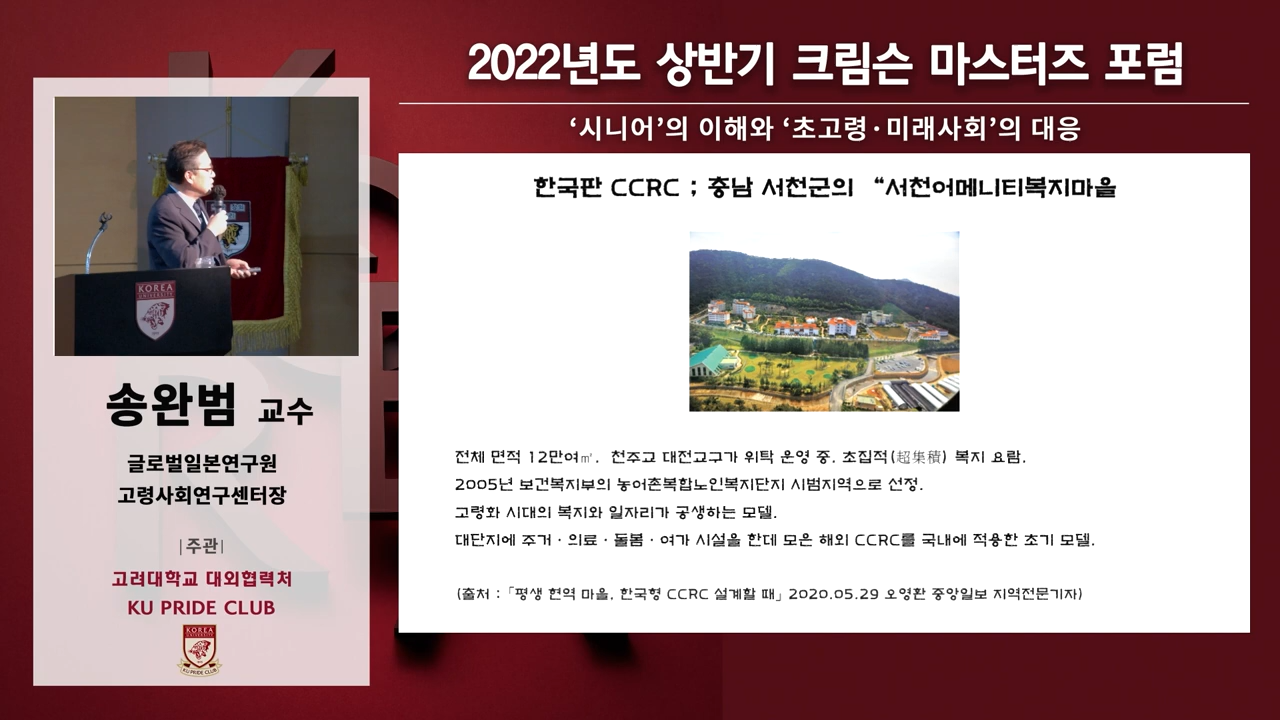 2022년도 상반기 크림슨 마스터즈 포럼
‘시니어’의 이해와 ‘초고령·미래사회’의 대응
한국판 CCRC ; 충남 서천군의 “서천어메니티복지마을
전체 면적 12만여㎡. 천주교 대전교구가 위탁 운영 중. 초집적(超集積) 복지 요람.
2005년 보건복지부의 농어촌복합노인복지단지 시범지역으로 선정.
고령화 시대의 복지와 일자리가 공생하는 모델.
대단지에 주거·의료·돌봄·여가 시설을 한데 모은 해외 CCRC를 국내에 적용한 초기 모델.
(출처 : 「평생 현역 마을, 한국형 CCRC 설계할 때」 2020.05.29 오영환 중앙일보 지역전문기자)
KOREA
UNIVERSITY
송완범 교수
글로벌일본연구원
고령사회연구센터장
|주관|
고려대학교 대외협력처
KU PRIDE CLUB
KOREA
UNIVERSITY
KU PRIDE CLUB